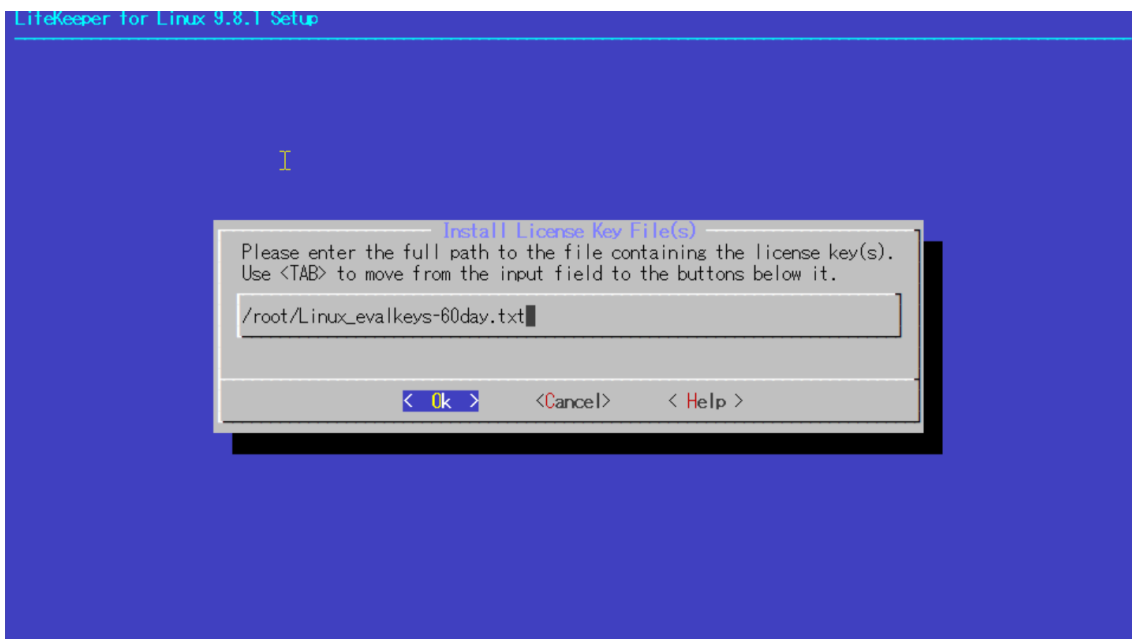 LifeKeeper for Linux 9.8.1 Setup
Install License Key File(s)
Please enter the full path to the file containing the license key(s).
Use <TAB> to move from the input field to the buttons below it.
/root/Linux_evalkeys-60day.txt
< Ok > <Cancel> < Help >